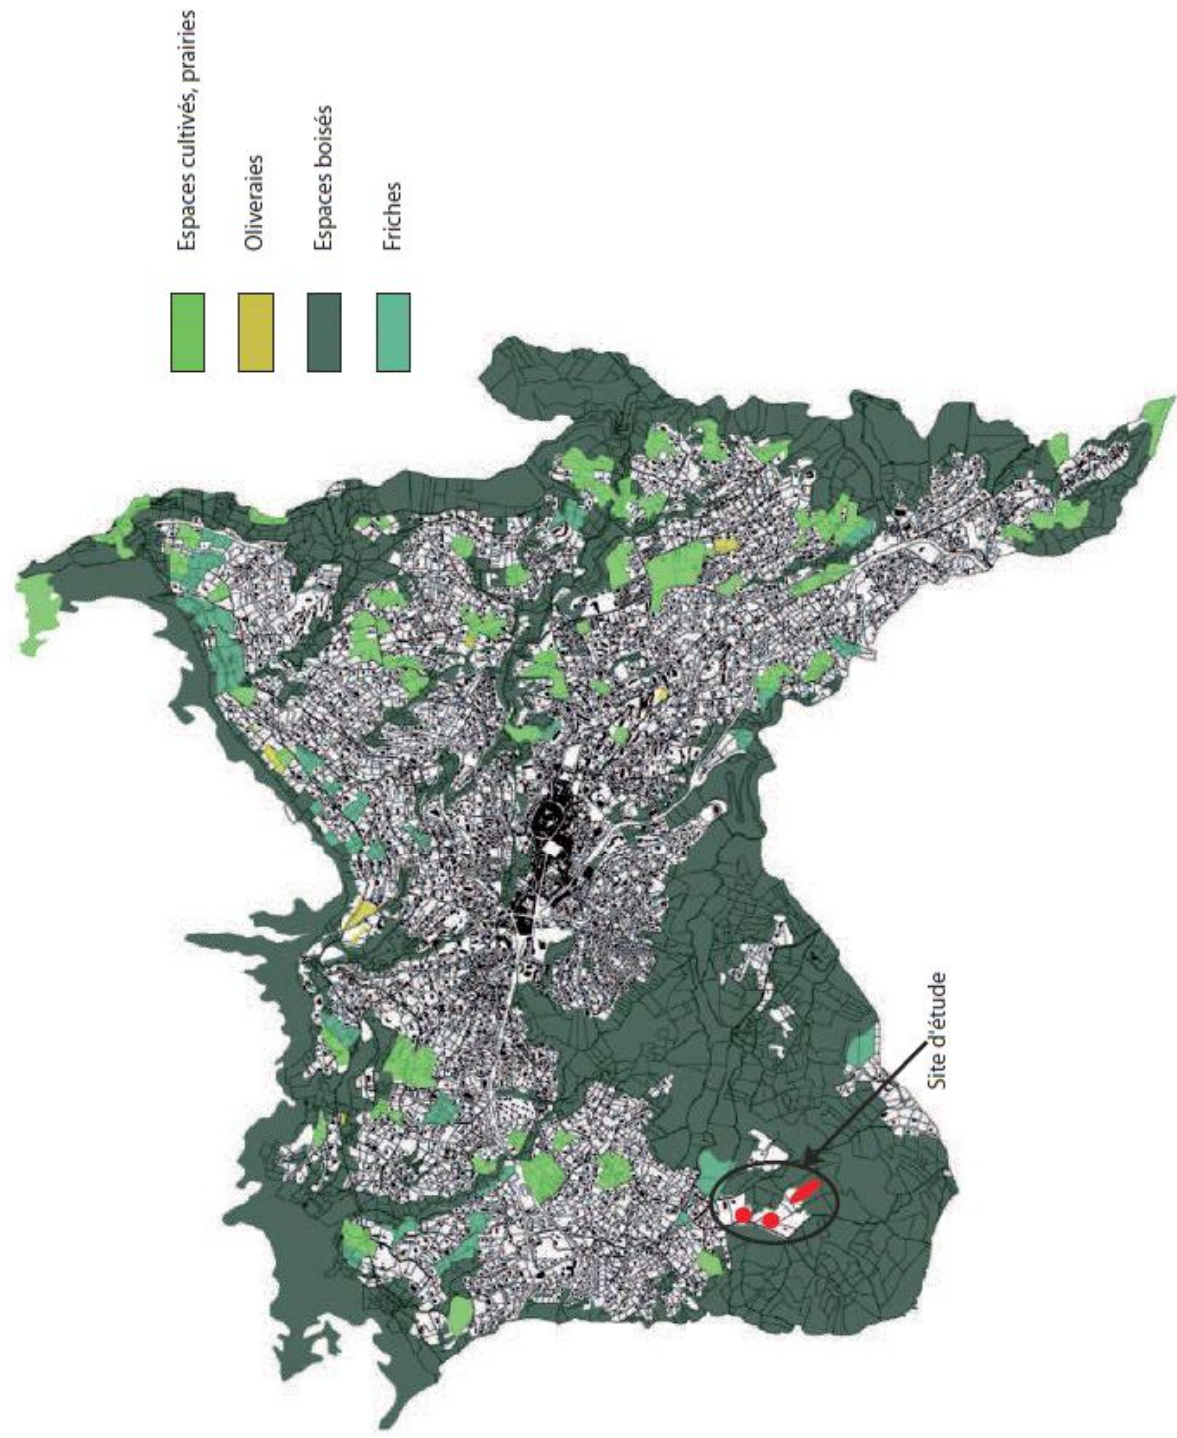 Espaces cultivés, prairies
Oliveraies
Espaces boisés
Friches
Site d'étude